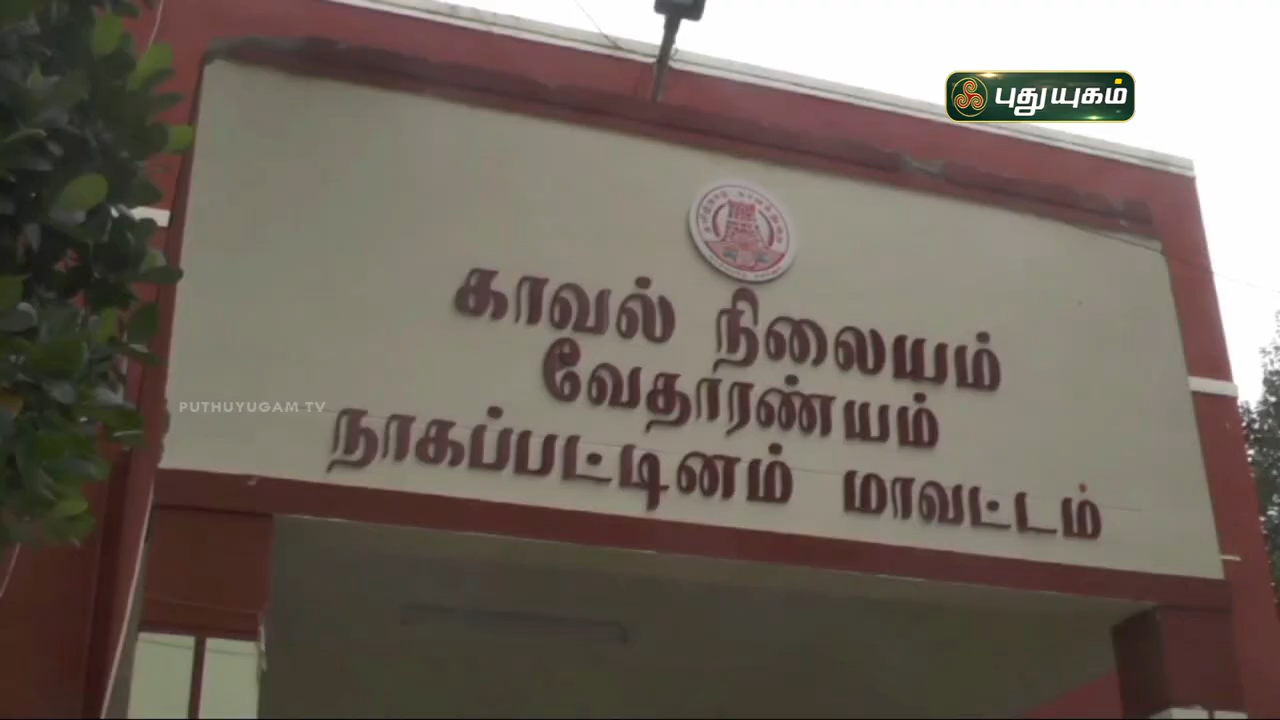 புதுயுகம்
காவல் நிலையம்
வேதாரண்யம்
PUTHUYUGAM TV
நாகப்பட்டினம் மாவட்டம்